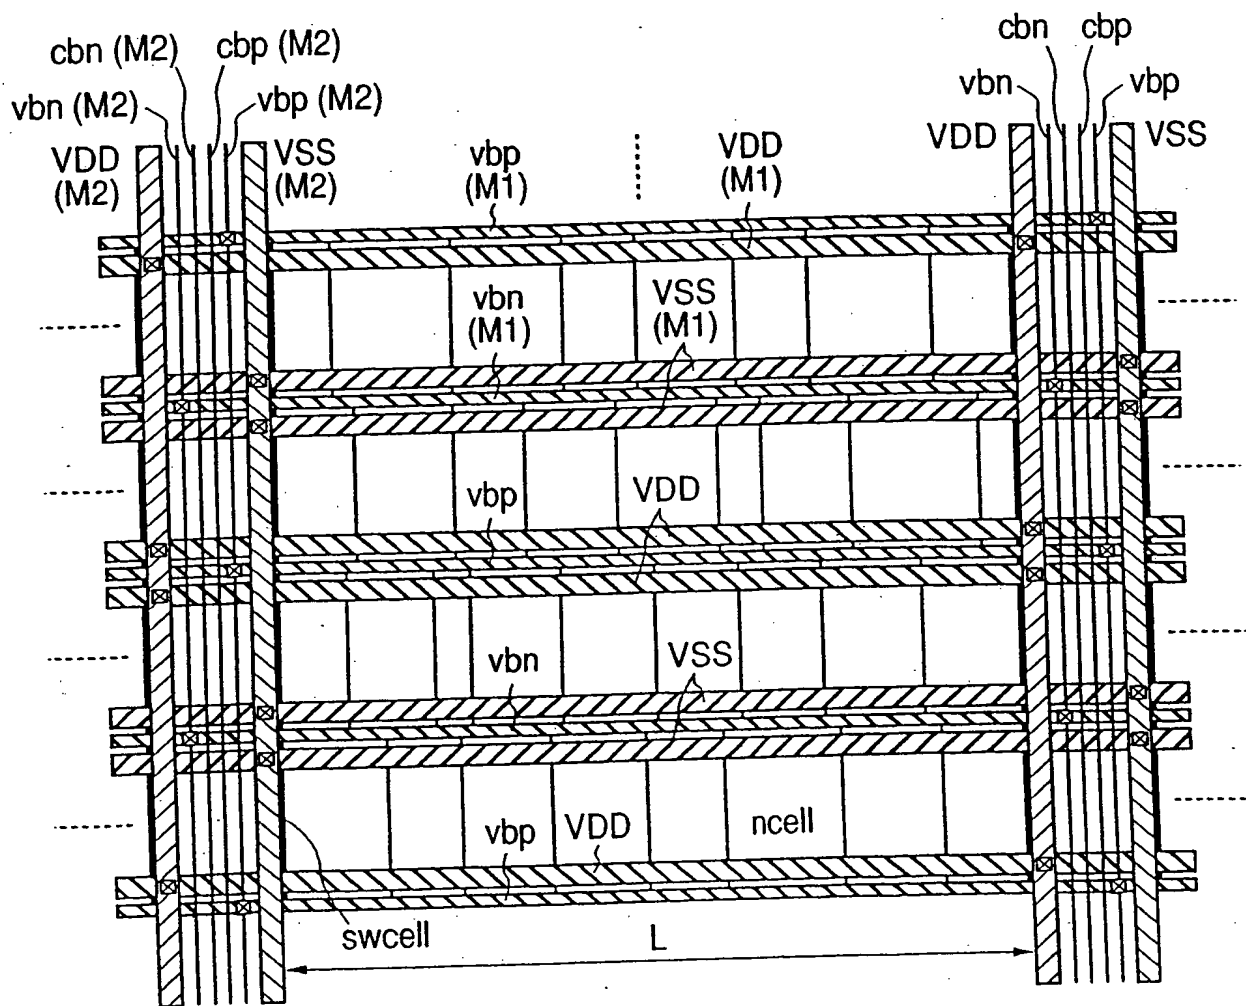 cbn (M2) cbp (M2)
vbn (M2) vbp (M2)
VDD
(M2)
VSS
(M2)
vbp
(M1)
VDD
(M1)
cbn cbp
vbn vbp
VDD VSS
vbn
(M1)
VSS
(M1)
vbp VDD
vbn VSS
vbp VDD ncell
swcell
L